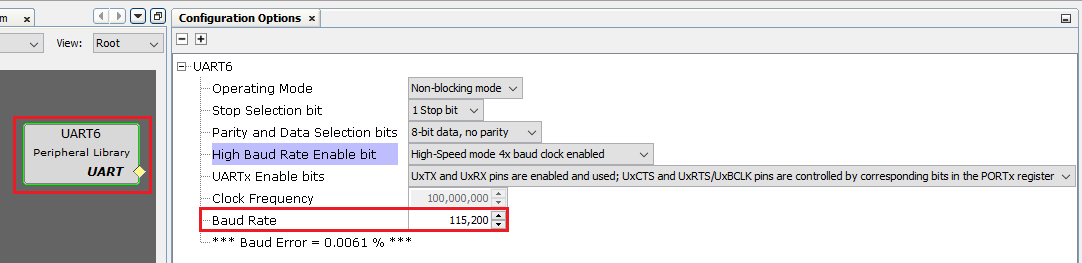 m x
Configuration Options x
View: Root
UART6
Operating Mode Non-blocking mode
Stop Selection bit 1 Stop bit
Parity and Data Selection bits 8-bit data, no parity
High Baud Rate Enable bit High-Speed mode 4x baud clock enabled
UARTx Enable bits UxTX and UxRX pins are enabled and used; UxCTS and UxRTS/UxBCLK pins are controlled by corresponding bits in the PORTx register
Clock Frequency 100,000,000
Baud Rate 115,200
*** Baud Error = 0.0061 % ***
UART6
Peripheral Library
UART